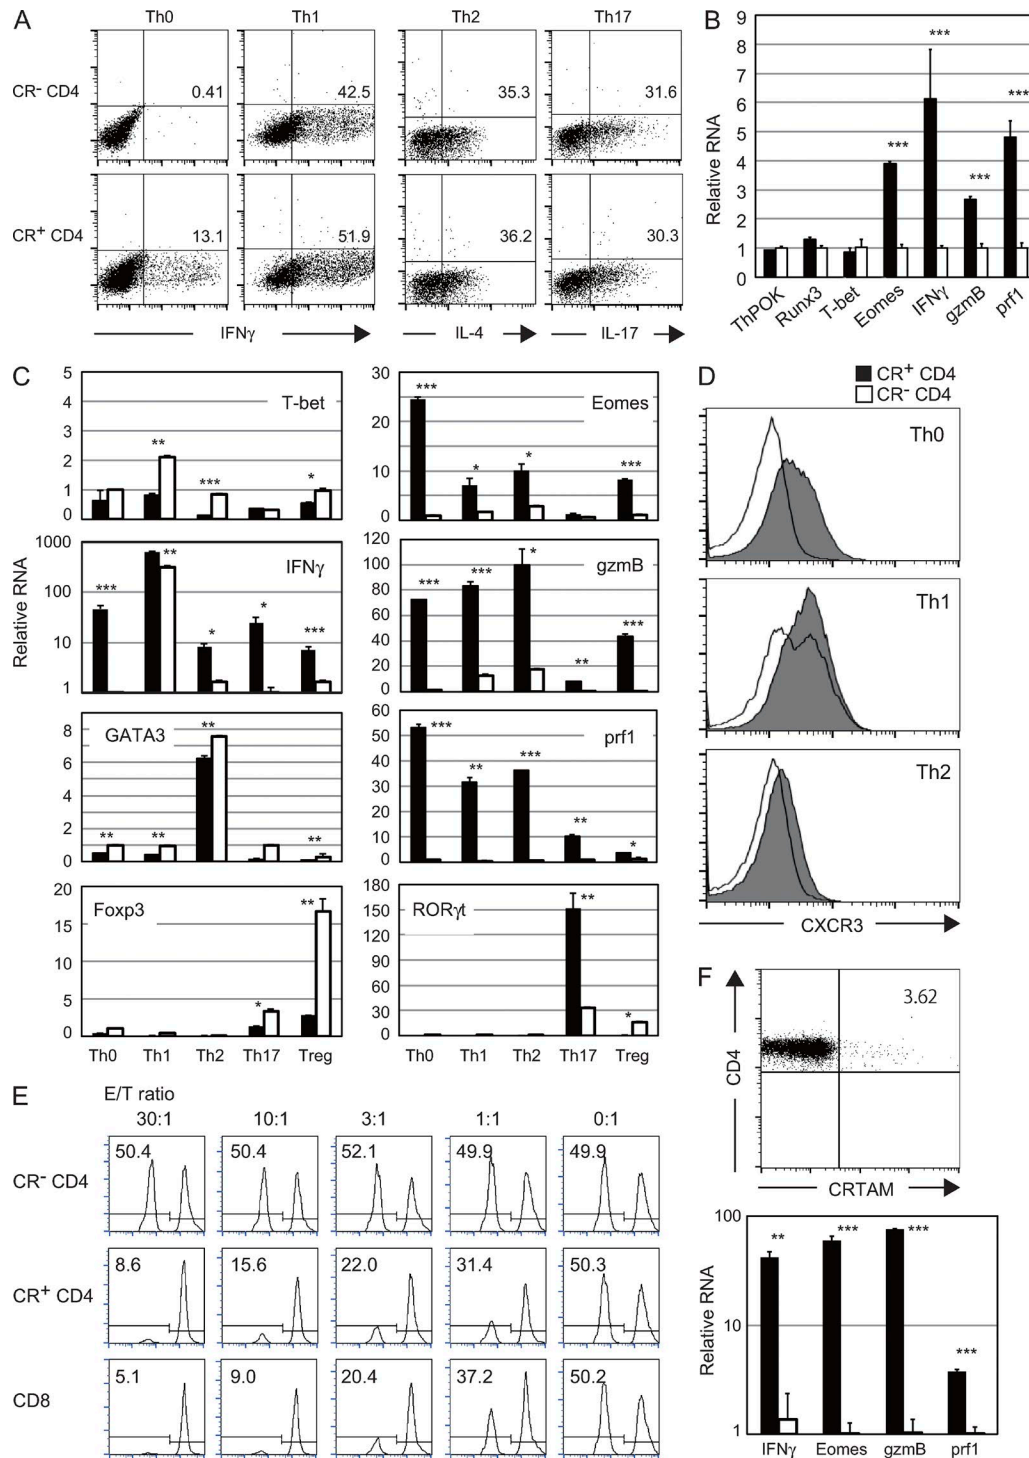 A
Th0 Th1 Th2 Th17
CR- CD4
0.41 42.5 35.3 31.6
CR+ CD4
13.1 51.9 36.2 30.3
IFNγ IL-4 IL-17
B
Relative RNA
9
8
7
6
5
4
3
2
1
0
*** *** *** ***
ThPOK Runx3 T-bet Eomes IFNγ gzmB prf1
C
Relative RNA
T-bet
5
4
3
2
1
0
** *** *
Eomes
30
20
10
0
*** * * ***
IFNγ
1000
100
10
1
*** ** * * ***
gzmB
120
100
80
60
40
20
0
*** *** * ** ***
GATA3
8
6
4
2
0
** ** ** **
prf1
60
50
40
30
20
10
0
*** ** *** ** *
Foxp3
20
15
10
5
0
* **
RORγt
180
150
120
90
60
30
0
** *
Th0 Th1 Th2 Th17 Treg
Th0 Th1 Th2 Th17 Treg
D
CR+ CD4
CR- CD4
Th0
Th1
Th2
CXCR3
E
E/T ratio
30:1 10:1 3:1 1:1 0:1
CR- CD4
50.4 50.4 52.1 49.9 49.9
CR+ CD4
8.6 15.6 22.0 31.4 50.3
CD8
5.1 9.0 20.4 37.2 50.2
F
3.62
CD4
CRTAM
Relative RNA
100
10
1
** *** *** ***
IFNγ Eomes gzmB prf1